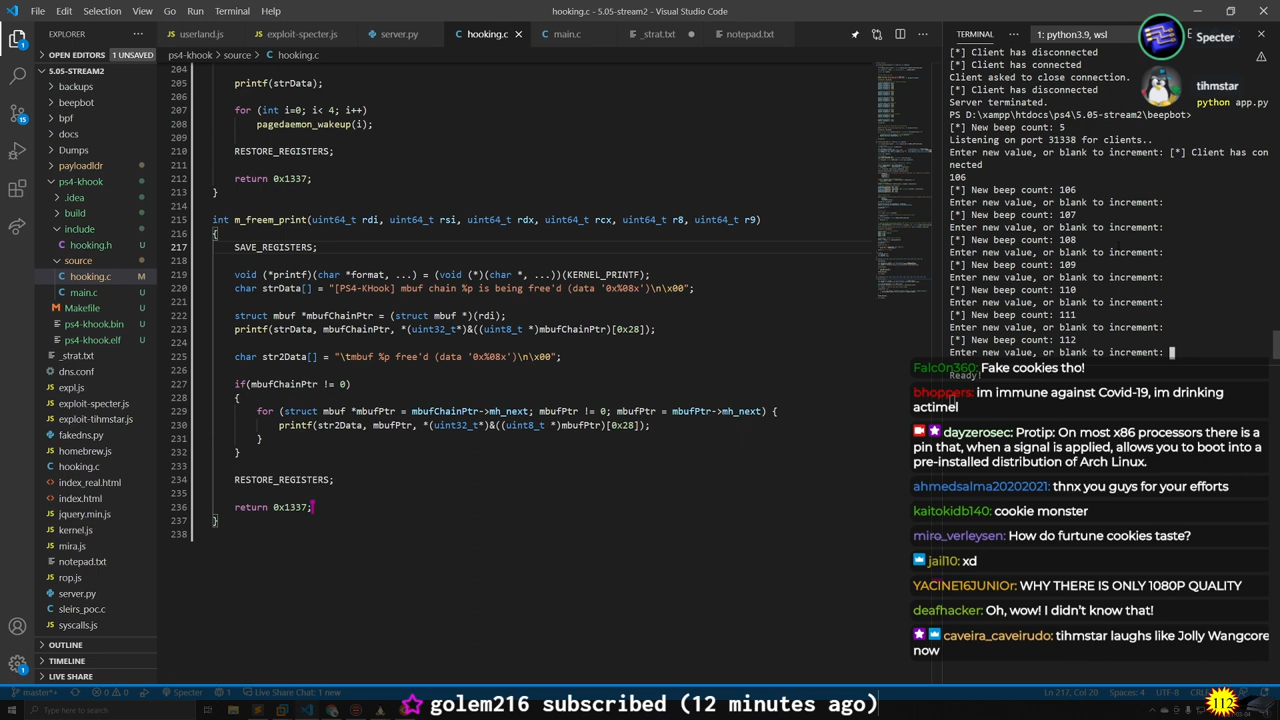 File Edit Selection View Go Run Terminal Help
hooking.c - 5.05-stream2 - Visual Studio Code
EXPLORER
OPEN EDITORS 1 UNSAVED
5.05-STREAM2
backups
beepbot
bpf
docs
Dumps
payloadldr
ps4-khook
.idea
build
include
hooking.h U
source
hooking.c M
main.c U
Makefile U
ps4-khook.bin U
ps4-khook.elf U
_strat.txt
dns.conf
expl.js
exploit-specter.js
exploit-tihmstar.js
fakedns.py
homebrew.js
hooking.c
index_real.html
index.html
jquery.min.js
kernel.js
mira.js
notepad.txt
rop.js
server.py
sleirs_poc.c
syscalls.js
OUTLINE
TIMELINE
LIVE SHARE
userland.js exploit-specter.js server.py hooking.c main.c _strat.txt notepad.txt
ps4-khook > source > hooking.c
204
205 printf(strData);
206
207 for (int i=0; i< 4; i++)
208 pagedaemon_wakeup(i);
209
210 RESTORE_REGISTERS;
211
212 return 0x1337;
213 }
214
215 int m_freem_print(uint64_t rdi, uint64_t rsi, uint64_t rdx, uint64_t rcx, uint64_t r8, uint64_t r9)
216 {
217 SAVE_REGISTERS;
218
219 void (*printf)(char *format, ...) = (void (*)(char *, ...))(KERNEL_PRINTF);
220 char strData[] = "[PS4-KHook] mbuf chain %p is being free'd (data '0x%08x')\n\x00";
221
222 struct mbuf *mbufChainPtr = (struct mbuf *)(rdi);
223 printf(strData, mbufChainPtr, *(uint32_t*)&((uint8_t *)mbufChainPtr)[0x28]);
224
225 char str2Data[] = "\tmbuf %p free'd (data '0x%08x')\n\x00";
226
227 if(mbufChainPtr != 0)
228 {
229 for (struct mbuf *mbufPtr = mbufChainPtr->mh_next; mbufPtr != 0; mbufPtr = mbufPtr->mh_next) {
230 printf(str2Data, mbufPtr, *(uint32_t*)&((uint8_t *)mbufPtr)[0x28]);
231 }
232 }
233
234 RESTORE_REGISTERS;
235
236 return 0x1337;
237 }
238
TERMINAL 1: python3.9, wsl
[*] Client has disconnected
[*] Client has connected
Client asked to close connection.
[*] Client has disconnected
Server terminated.
PS D:\xampp\htdocs\ps4\5.05-stream2\beepbot> python app.py
[*] New beep count: 5
Listening on port 31338 for clients..
Enter new value, or blank to increment: [*] Client has con
nected
106
[*] New beep count: 106
Enter new value, or blank to increment:
[*] New beep count: 107
Enter new value, or blank to increment:
[*] New beep count: 108
Enter new value, or blank to increment:
[*] New beep count: 109
Enter new value, or blank to increment:
[*] New beep count: 110
Enter new value, or blank to increment:
[*] New beep count: 111
Enter new value, or blank to increment:
[*] New beep count: 112
Enter new value, or blank to increment:
Specter
tihmstar
Ready!
Falc0n360: Fake cookies tho!
bhoppers: im immune against Covid-19, im drinking
actimel
dayzerosec: Protip: On most x86 processors there is a
pin that, when a signal is applied, allows you to boot into a
pre-installed distribution of Arch Linux.
ahmedsalma20202021: thnx you guys for your efforts
kaitokidb140: cookie monster
miro_verleysen: How do furtune cookies taste?
jail10: xd
YACINE16JUNIOr: WHY THERE IS ONLY 1080P QUALITY
deafhacker: Oh, wow! I didn't know that!
caveira_caveirudo: tihmstar laughs like Jolly Wangcore
now
master*+ 0 0 Specter 1 Live Share Chat: 1 new
Ln 217, Col 20 Spaces: 4 UTF-8
Type here to search
golem216 subscribed (12 minutes ago)
112